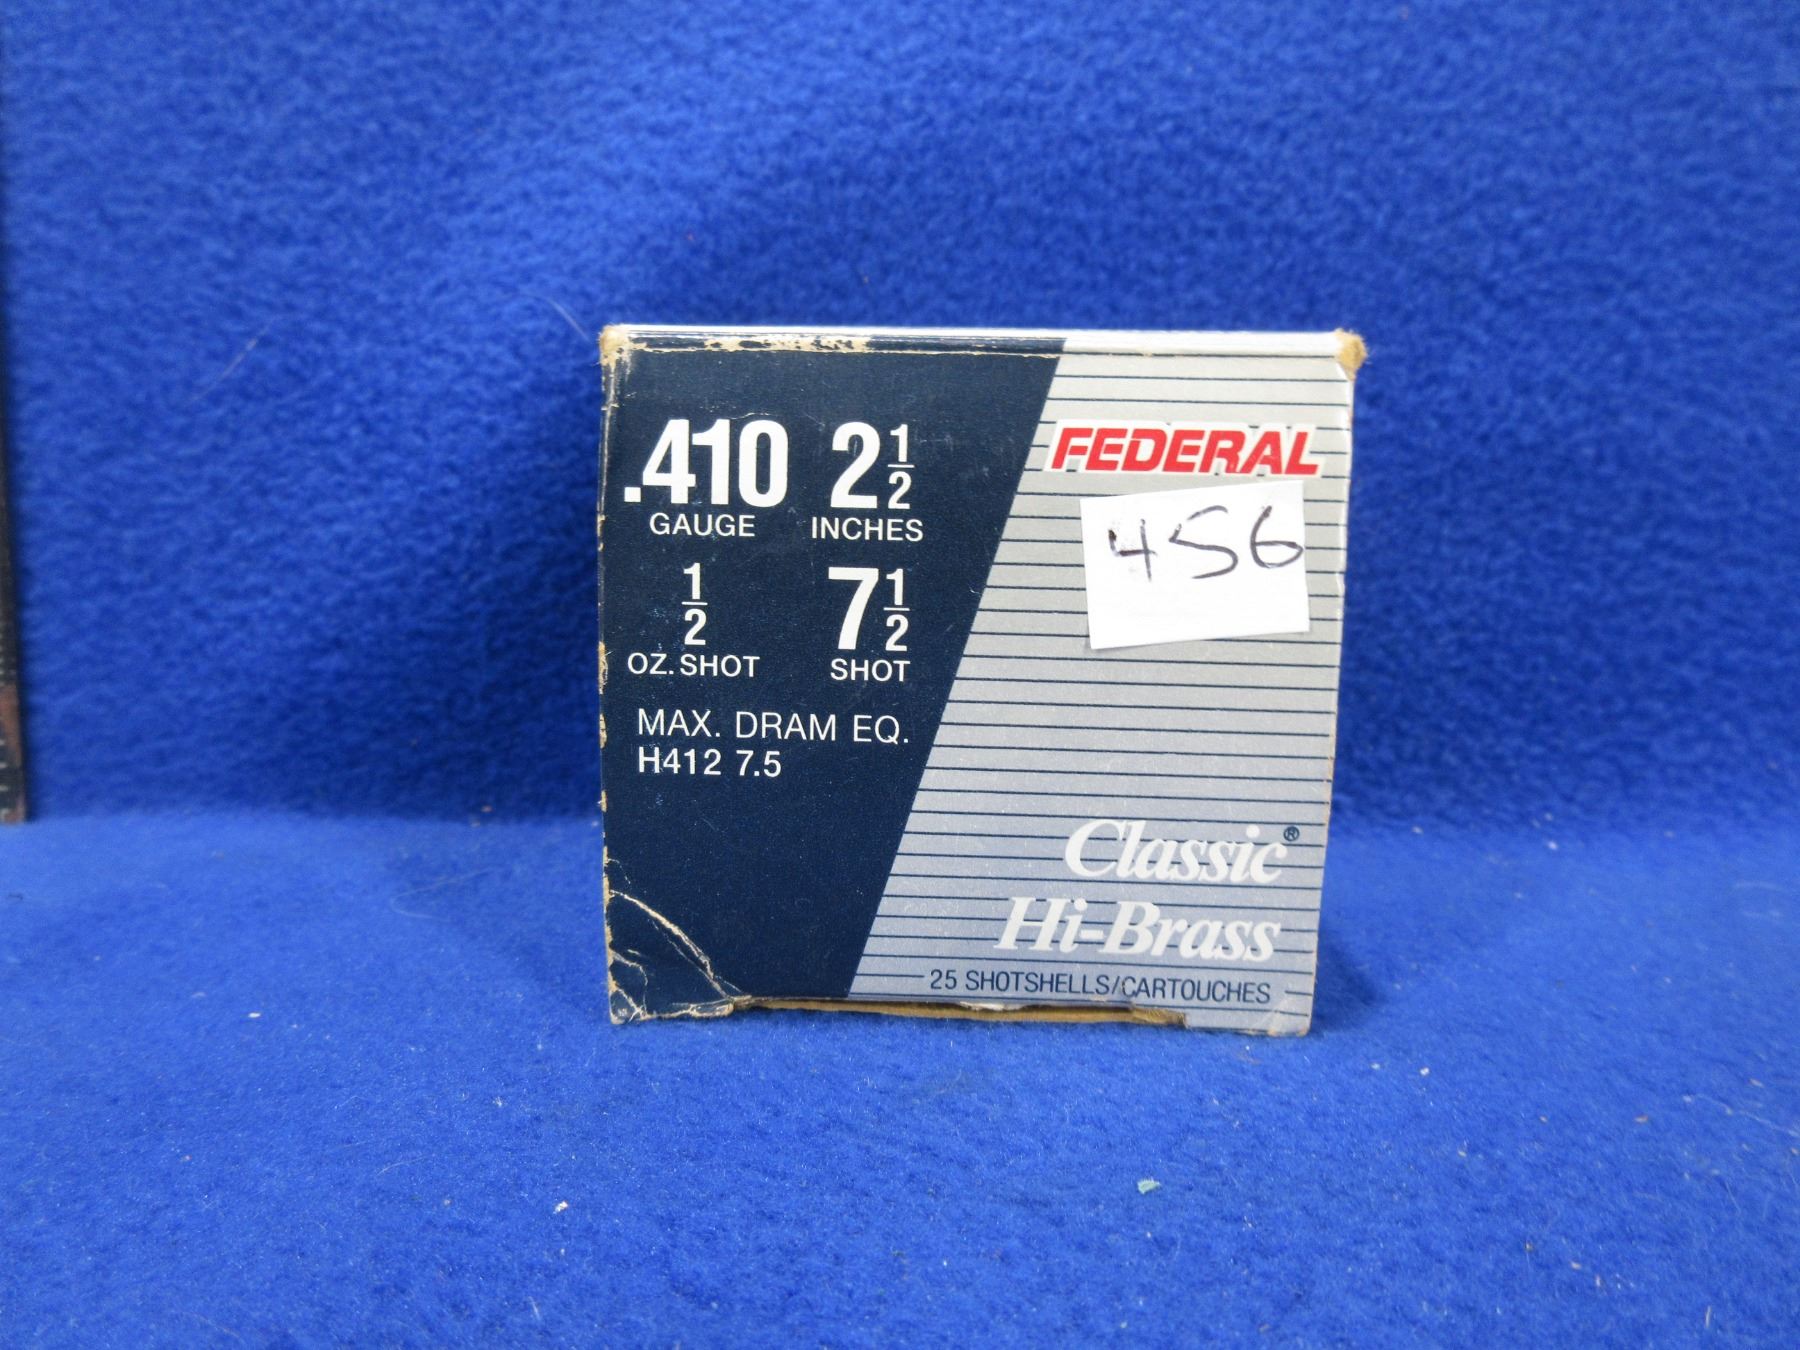 .410 2 1/2
GAUGE INCHES
1/2 7 1/2
OZ. SHOT SHOT
MAX. DRAM EQ.
H412 7.5
FEDERAL
456
Classic®
Hi-Brass
25 SHOTSHELLS/CARTOUCHES